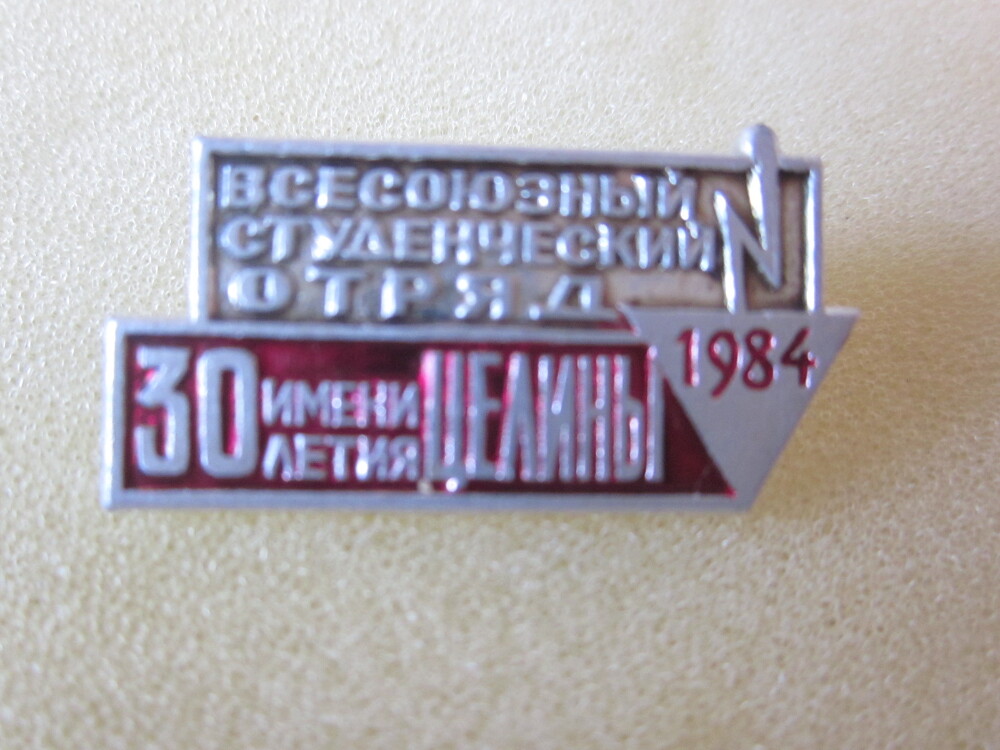 ВСЕСОЮЗНЫЙ
СТУДЕНЧЕСКИЙ
ОТРЯД
1984
30 ИМЕНИ ЛЕТИЯ ЦЕЛИНЫ